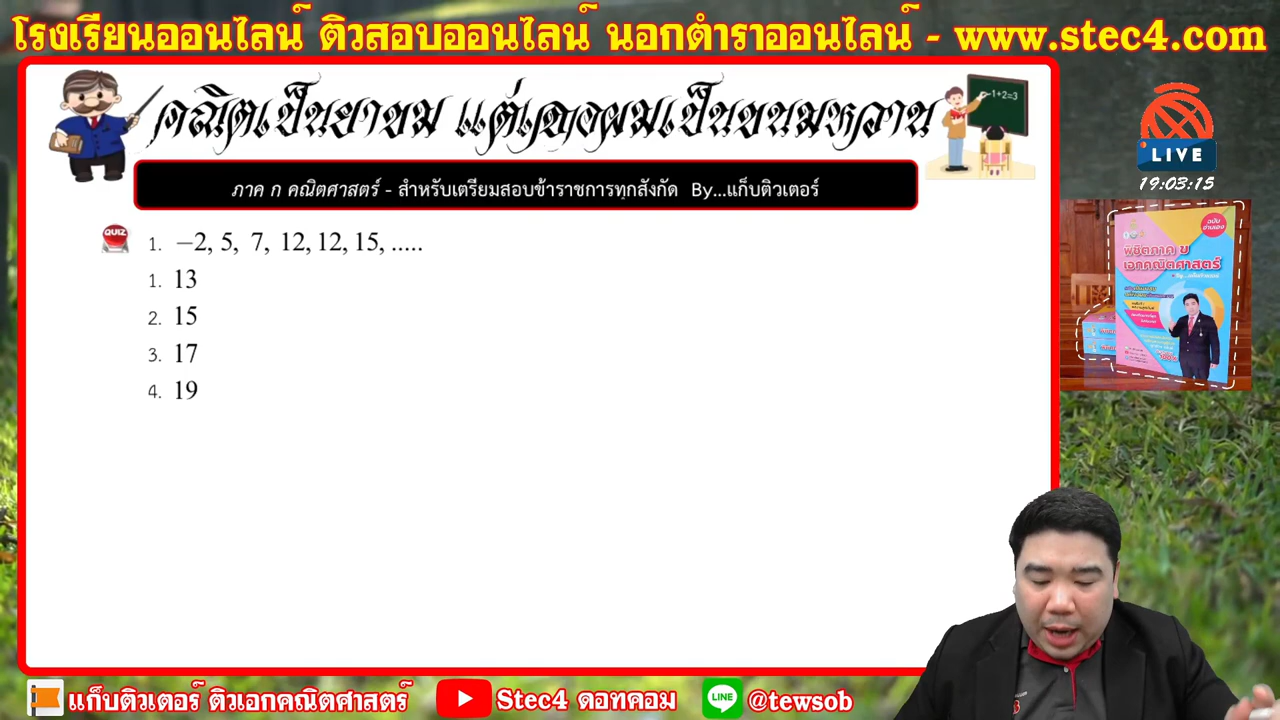 โรงเรียนออนไลน์ ติวสอบออนไลน์ นอกตำราออนไลน์ - www.stec4.com
คณิตเป็นยาขม แต่เธอผมเป็นขนมหวาน
1+2=3
ภาค ก คณิตศาสตร์ - สำหรับเตรียมสอบข้าราชการทุกสังกัด By...แก็บติวเตอร์
LIVE
19:03:15
QUIZ
1. −2, 5, 7, 12, 12, 15, .....
1. 13
2. 15
3. 17
4. 19
พิชิตภาค ข
เอกคณิตศาสตร์
แก็บติวเตอร์ ติวเอกคณิตศาสตร์
Stec4 ดอทคอม
LINE
@tewsob